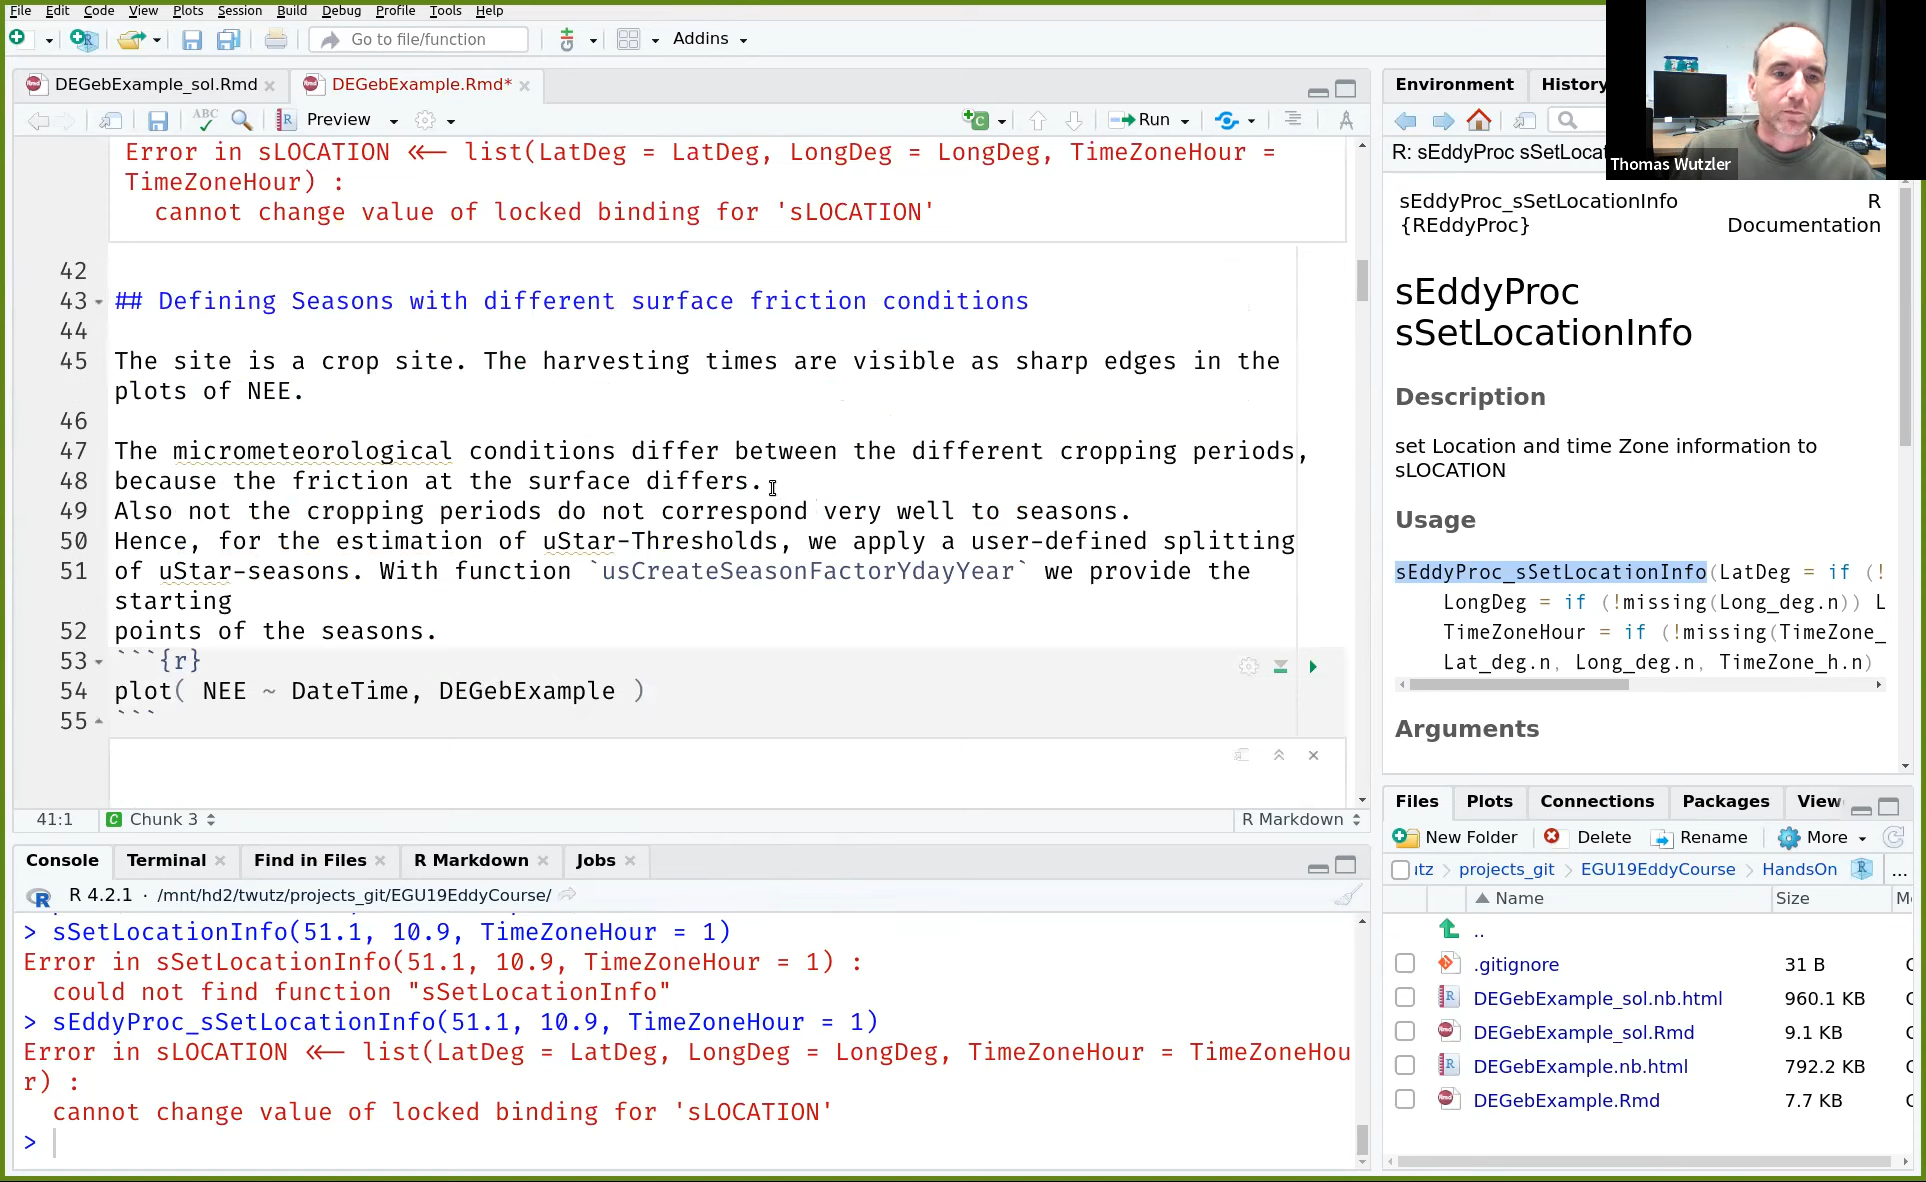 File Edit Code View Plots Session Build Debug Profile Tools Help
Go to file/function Addins
DEGebExample_sol.Rmd DEGebExample.Rmd*
ABC Preview Run
Error in sLOCATION <<- list(LatDeg = LatDeg, LongDeg = LongDeg, TimeZoneHour =
TimeZoneHour) :
cannot change value of locked binding for 'sLOCATION'
42
43 ## Defining Seasons with different surface friction conditions
44
45 The site is a crop site. The harvesting times are visible as sharp edges in the
plots of NEE.
46
47 The micrometeorological conditions differ between the different cropping periods,
48 because the friction at the surface differs.
49 Also not the cropping periods do not correspond very well to seasons.
50 Hence, for the estimation of uStar-Thresholds, we apply a user-defined splitting
51 of uStar-seasons. With function `usCreateSeasonFactorYdayYear` we provide the
starting
52 points of the seasons.
53 ```{r}
54 plot( NEE ~ DateTime, DEGebExample )
55 ```
41:1 Chunk 3 R Markdown
Console Terminal Find in Files R Markdown Jobs
R 4.2.1 · /mnt/hd2/twutz/projects_git/EGU19EddyCourse/
> sSetLocationInfo(51.1, 10.9, TimeZoneHour = 1)
Error in sSetLocationInfo(51.1, 10.9, TimeZoneHour = 1) :
could not find function "sSetLocationInfo"
> sEddyProc_sSetLocationInfo(51.1, 10.9, TimeZoneHour = 1)
Error in sLOCATION <<- list(LatDeg = LatDeg, LongDeg = LongDeg, TimeZoneHour = TimeZoneHou
r) :
cannot change value of locked binding for 'sLOCATION'
>
Environment History
R: sEddyProc sSetLocat
Thomas Wutzler
sEddyProc_sSetLocationInfo R
{REddyProc} Documentation
sEddyProc
sSetLocationInfo
Description
set Location and time Zone information to
sLOCATION
Usage
sEddyProc_sSetLocationInfo(LatDeg = if (!
LongDeg = if (!missing(Long_deg.n)) L
TimeZoneHour = if (!missing(TimeZone_
Lat_deg.n, Long_deg.n, TimeZone_h.n)
Arguments
Files Plots Connections Packages View
New Folder Delete Rename More
ıtz projects_git EGU19EddyCourse HandsOn ...
Name Size
..
.gitignore 31 B
DEGebExample_sol.nb.html 960.1 KB
DEGebExample_sol.Rmd 9.1 KB
DEGebExample.nb.html 792.2 KB
DEGebExample.Rmd 7.7 KB